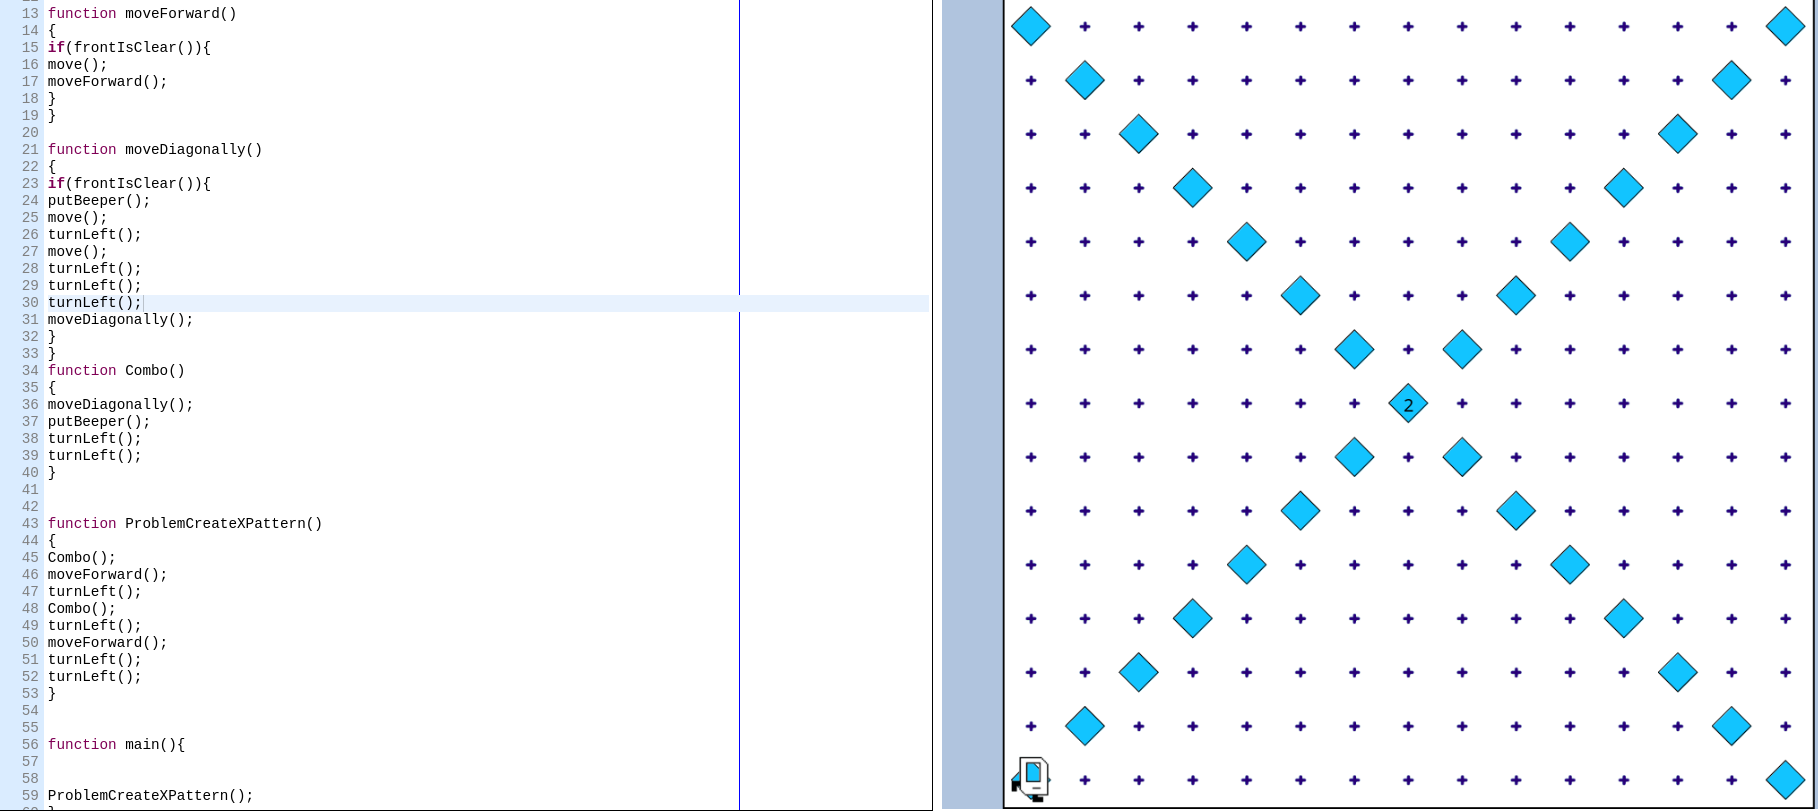 13 function moveForward()
14 {
15 if(frontIsClear()){
16 move();
17 moveForward();
18 }
19 }
20
21 function moveDiagonally()
22 {
23 if(frontIsClear()){
24 putBeeper();
25 move();
26 turnLeft();
27 move();
28 turnLeft();
29 turnLeft();
30 turnLeft();
31 moveDiagonally();
32 }
33 }
34 function Combo()
35 {
36 moveDiagonally();
37 putBeeper();
38 turnLeft();
39 turnLeft();
40 }
41
42
43 function ProblemCreateXPattern()
44 {
45 Combo();
46 moveForward();
47 turnLeft();
48 Combo();
49 turnLeft();
50 moveForward();
51 turnLeft();
52 turnLeft();
53 }
54
55
56 function main(){
57
58
59 ProblemCreateXPattern();
2